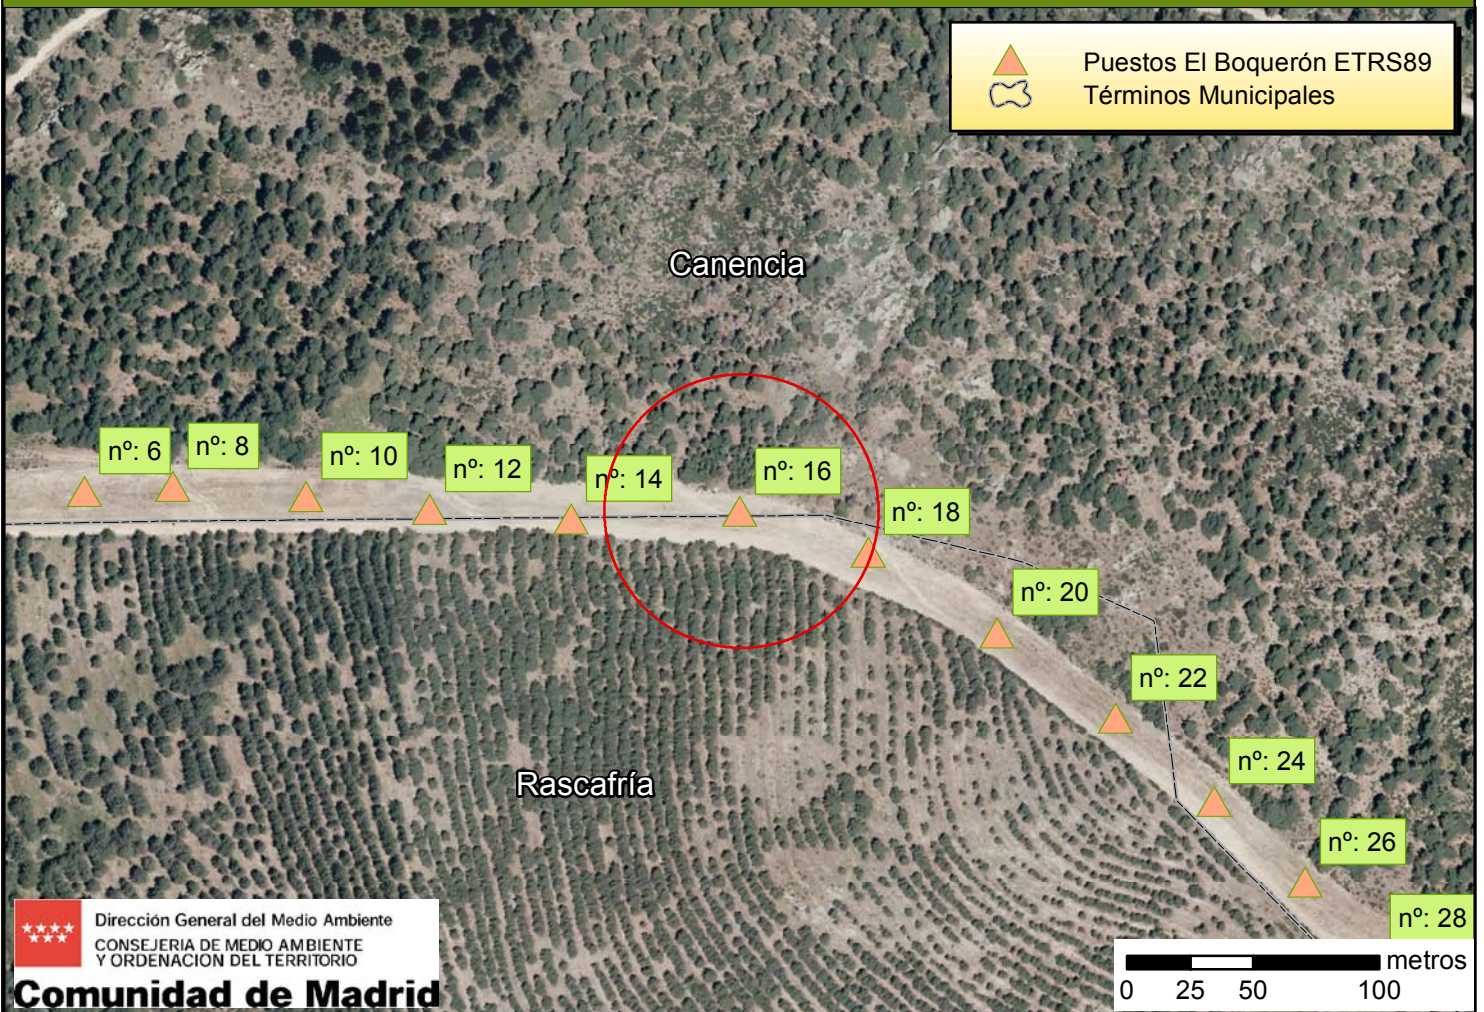 Puestos El Boquerón ETRS89
Términos Municipales
Canencia
nº: 6
nº: 8
nº: 10
nº: 12
nº: 14
nº: 16
nº: 18
nº: 20
nº: 22
nº: 24
nº: 26
nº: 28
Rascafría
Dirección General del Medio Ambiente
CONSEJERIA DE MEDIO AMBIENTE
Y ORDENACION DEL TERRITORIO
Comunidad de Madrid
metros
0 25 50 100